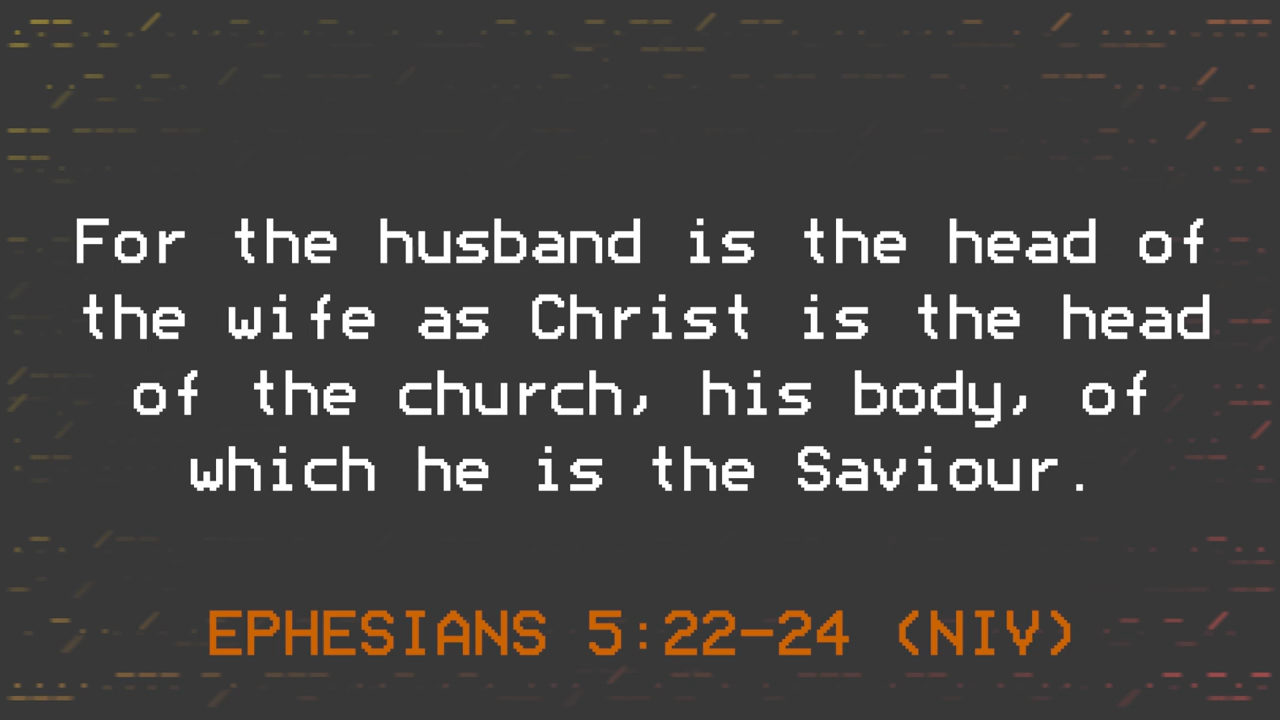 For the husband is the head of
the wife as Christ is the head
of the church, his body, of
which he is the Saviour.
EPHESIANS 5:22-24 (NIV)